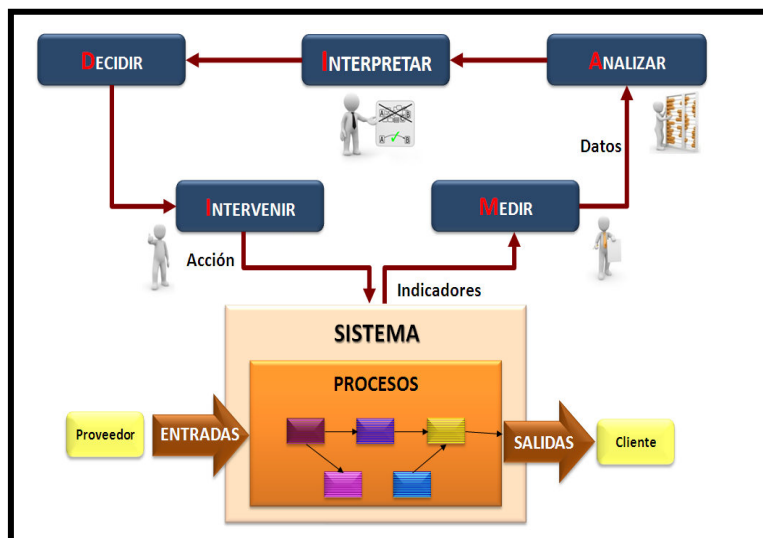 DECIDIR
INTERPRETAR
ANALIZAR
A B
A B
Datos
INTERVENIR
MEDIR
Acción
Indicadores
SISTEMA
PROCESOS
Proveedor
ENTRADAS
SALIDAS
Cliente